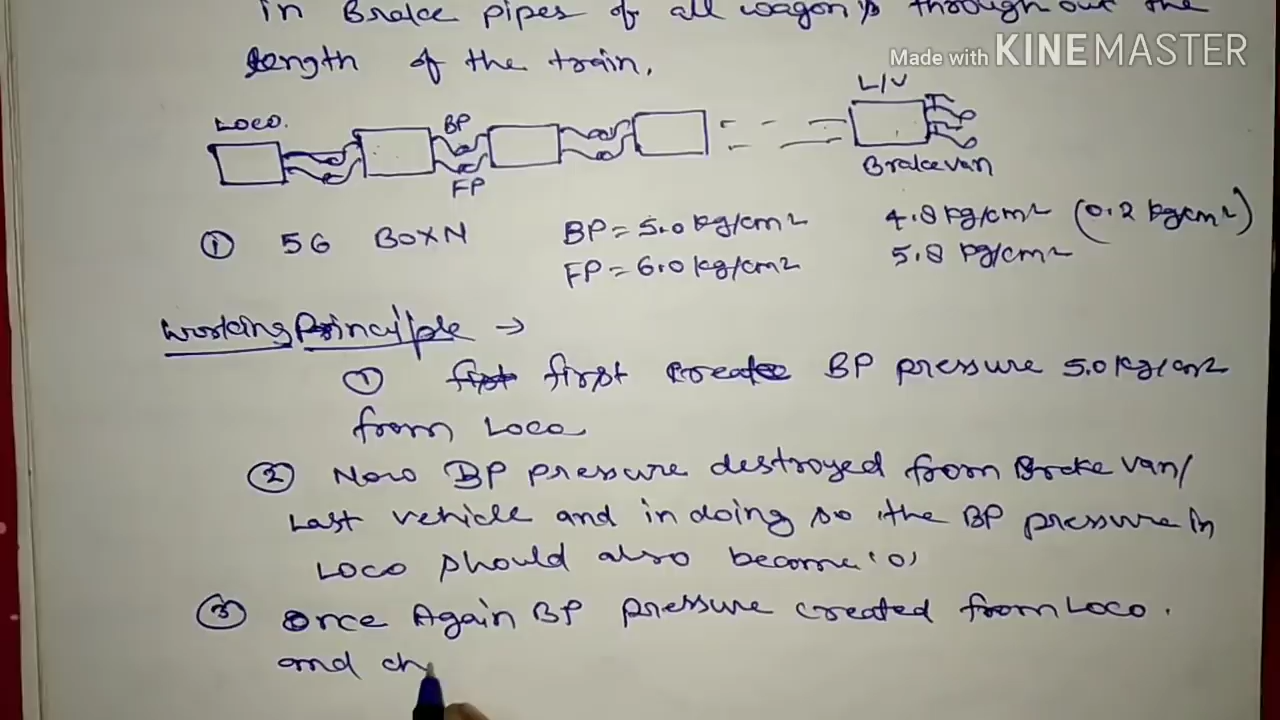 in Brake pipes of all wagons throughout the
Made with KINEMASTER
length of the train.
L/V
LOCO.
BP
FP
Brakevan
① 56 BOXN BP = 5.0 kg/cm2 4.8 kg/cm2 (0.2 kg/cm2)
FP = 6.0 kg/cm2 5.8 kg/cm2
Working Principle →
① first first create BP pressure 5.0 kg/cm2
from Loco
② Now BP pressure destroyed from Brake van/
Last vehicle and in doing so the BP pressure in
Loco should also become '0'
③ Once Again BP pressure created from Loco.
and ch